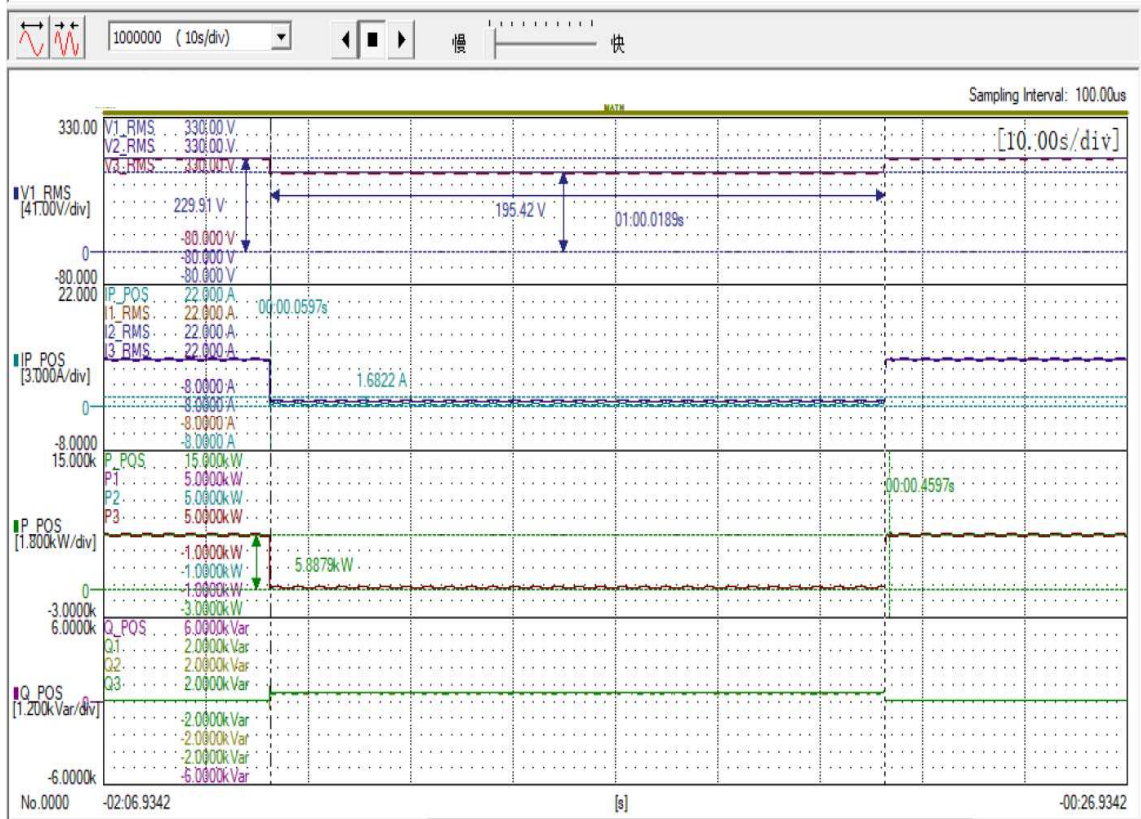 1000000 ( 10s/div)
慢 快
Sampling Interval: 100.00us
MATH
[10.00s/div]
330.00 V1_RMS 330.00 V
V2_RMS 330.00 V
V3_RMS 330.00 V
V1_RMS
[41.00V/div]
229.91 V
195.42 V
01:00.0189s
-80.000 V
0
-80.000 V
-80.000 -80.000 V
22.000 IP_POS 22.000 A
I1_RMS 22.000 A
I2_RMS 22.000 A
I3_RMS 22.000 A
00:00.0597s
IP_POS
[3.000A/div]
1.6822 A
-8.0000 A
0 -8.0000 A
-8.0000 A
-8.0000 -8.0000 A
15.000k P_POS 15.000kW
P1 5.0000kW
P2 5.0000kW
P3 5.0000kW
00:00.4597s
P_POS
[1.800kW/div]
-1.0000kW
5.8879kW
-1.0000kW
0 -1.0000kW
-3.0000k -3.0000kW
6.0000k Q_POS 6.0000kVar
Q1 2.0000kVar
Q2 2.0000kVar
Q3 2.0000kVar
Q_POS 0
[1.200kVar/div]
-2.0000kVar
-2.0000kVar
-2.0000kVar
-6.0000k -6.0000kVar
No.0000 -02:06.9342 [s] -00:26.9342